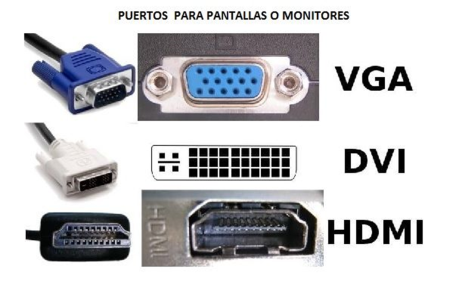 PUERTOS PARA PANTALLAS O MONITORES
VGA
DVI
HDMI
HDMI